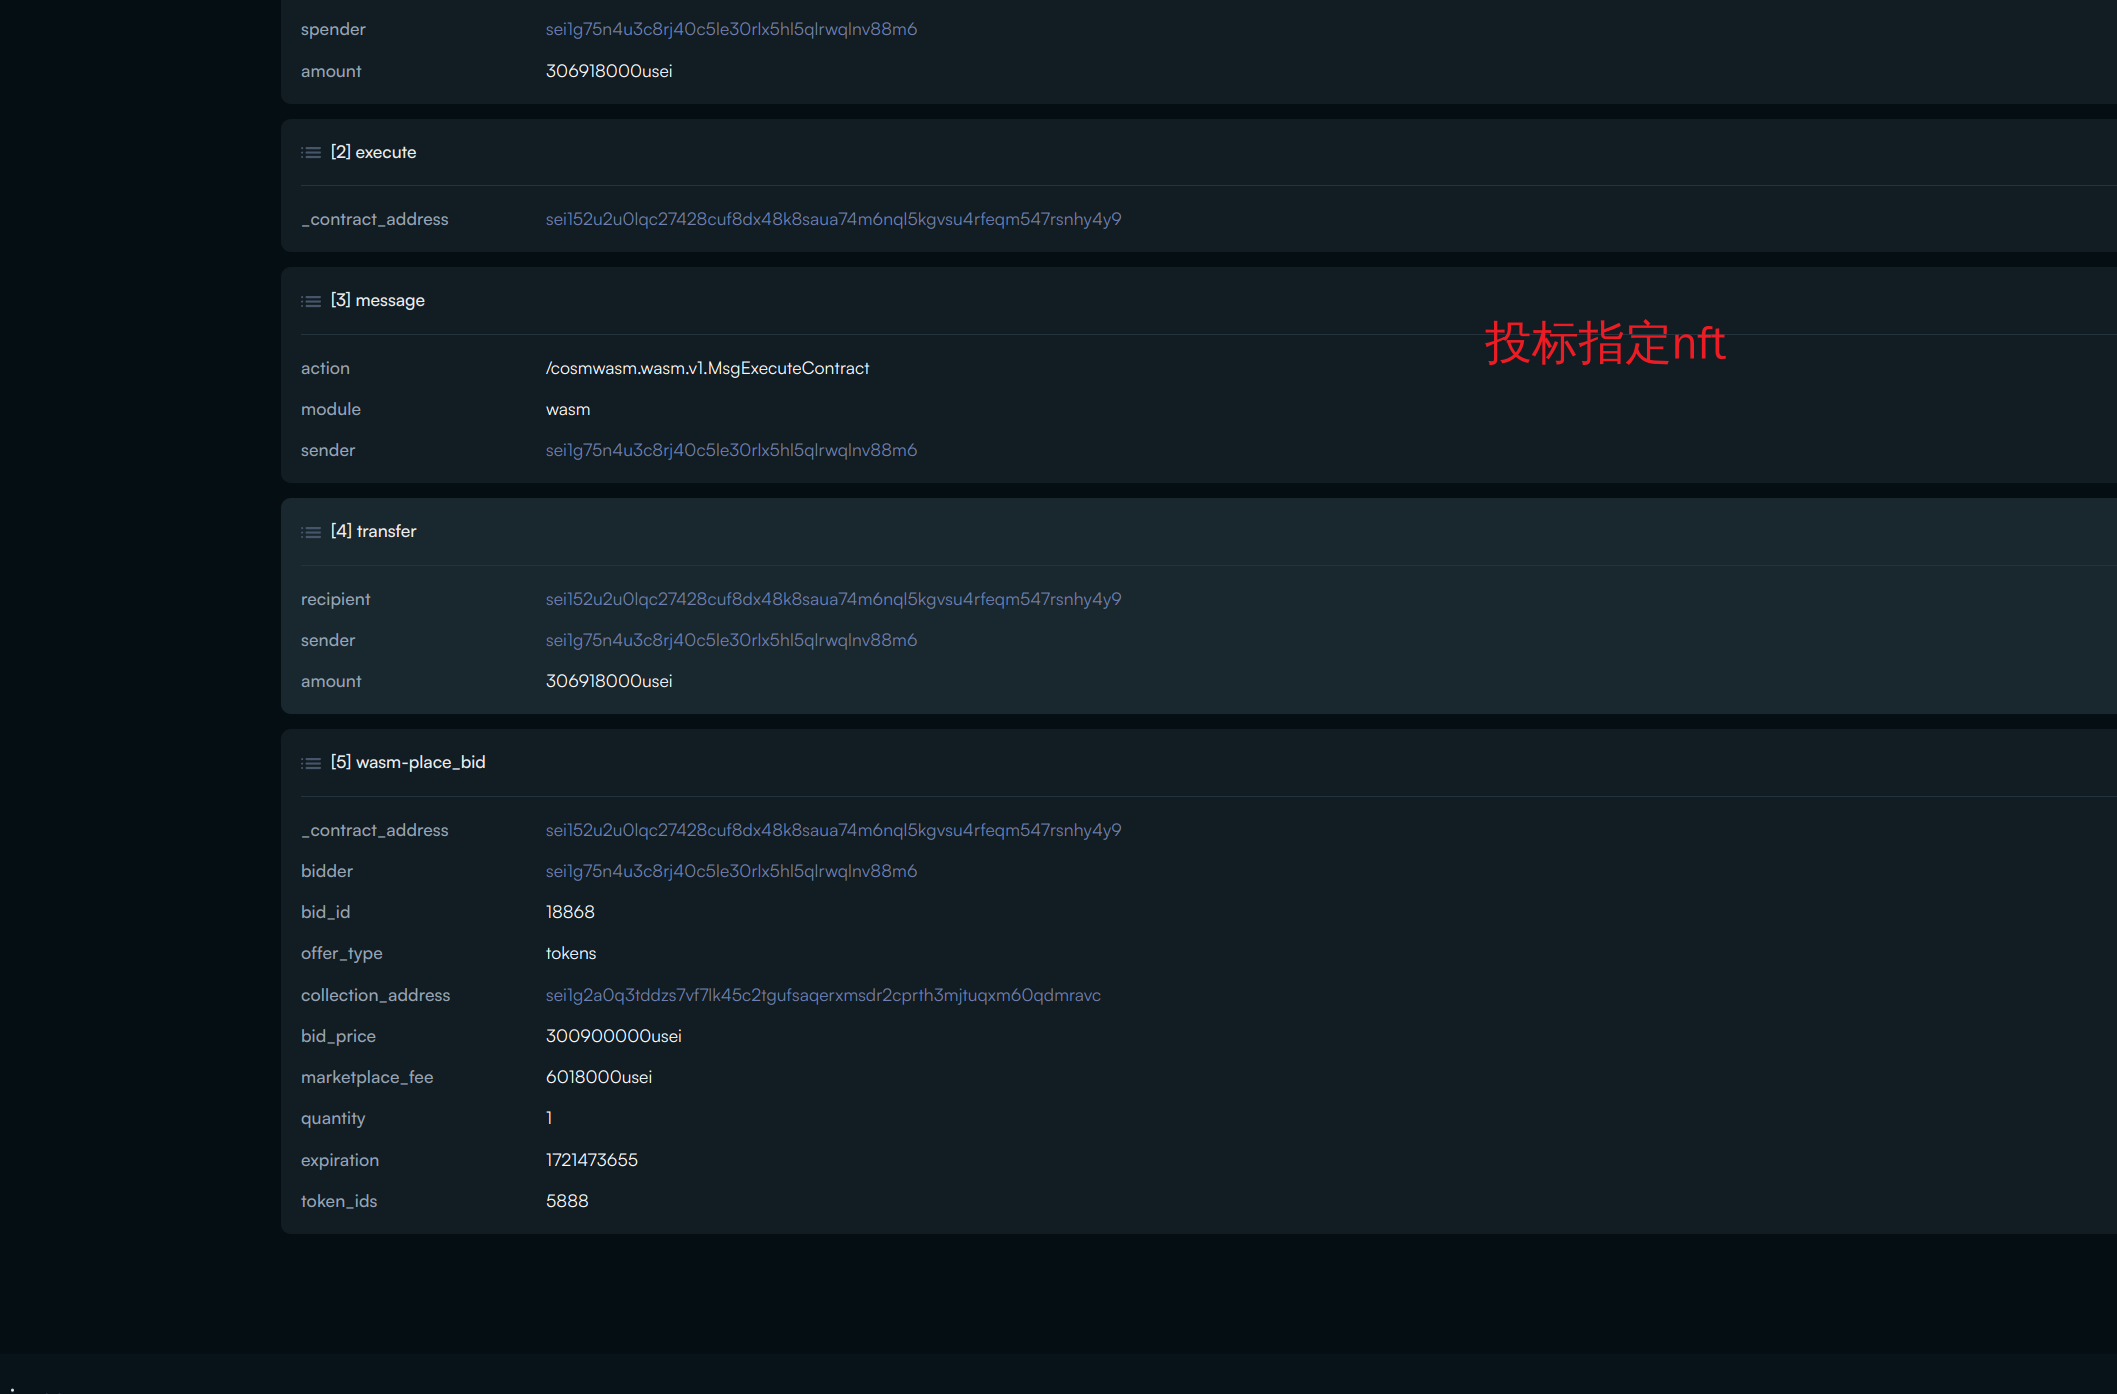 spender sei1g75n4u3c8rj40c5le30rlx5hl5qlrwqlnv88m6
amount 306918000usei
[2] execute
_contract_address sei152u2u0lqc27428cuf8dx48k8saua74m6nql5kgvsu4rfeqm547rsnhy4y9
[3] message
投标指定nft
action /cosmwasm.wasm.v1.MsgExecuteContract
module wasm
sender sei1g75n4u3c8rj40c5le30rlx5hl5qlrwqlnv88m6
[4] transfer
recipient sei152u2u0lqc27428cuf8dx48k8saua74m6nql5kgvsu4rfeqm547rsnhy4y9
sender sei1g75n4u3c8rj40c5le30rlx5hl5qlrwqlnv88m6
amount 306918000usei
[5] wasm-place_bid
_contract_address sei152u2u0lqc27428cuf8dx48k8saua74m6nql5kgvsu4rfeqm547rsnhy4y9
bidder sei1g75n4u3c8rj40c5le30rlx5hl5qlrwqlnv88m6
bid_id 18868
offer_type tokens
collection_address sei1g2a0q3tddzs7vf7lk45c2tgufsaqerxmsdr2cprth3mjtuqxm60qdmravc
bid_price 300900000usei
marketplace_fee 6018000usei
quantity 1
expiration 1721473655
token_ids 5888